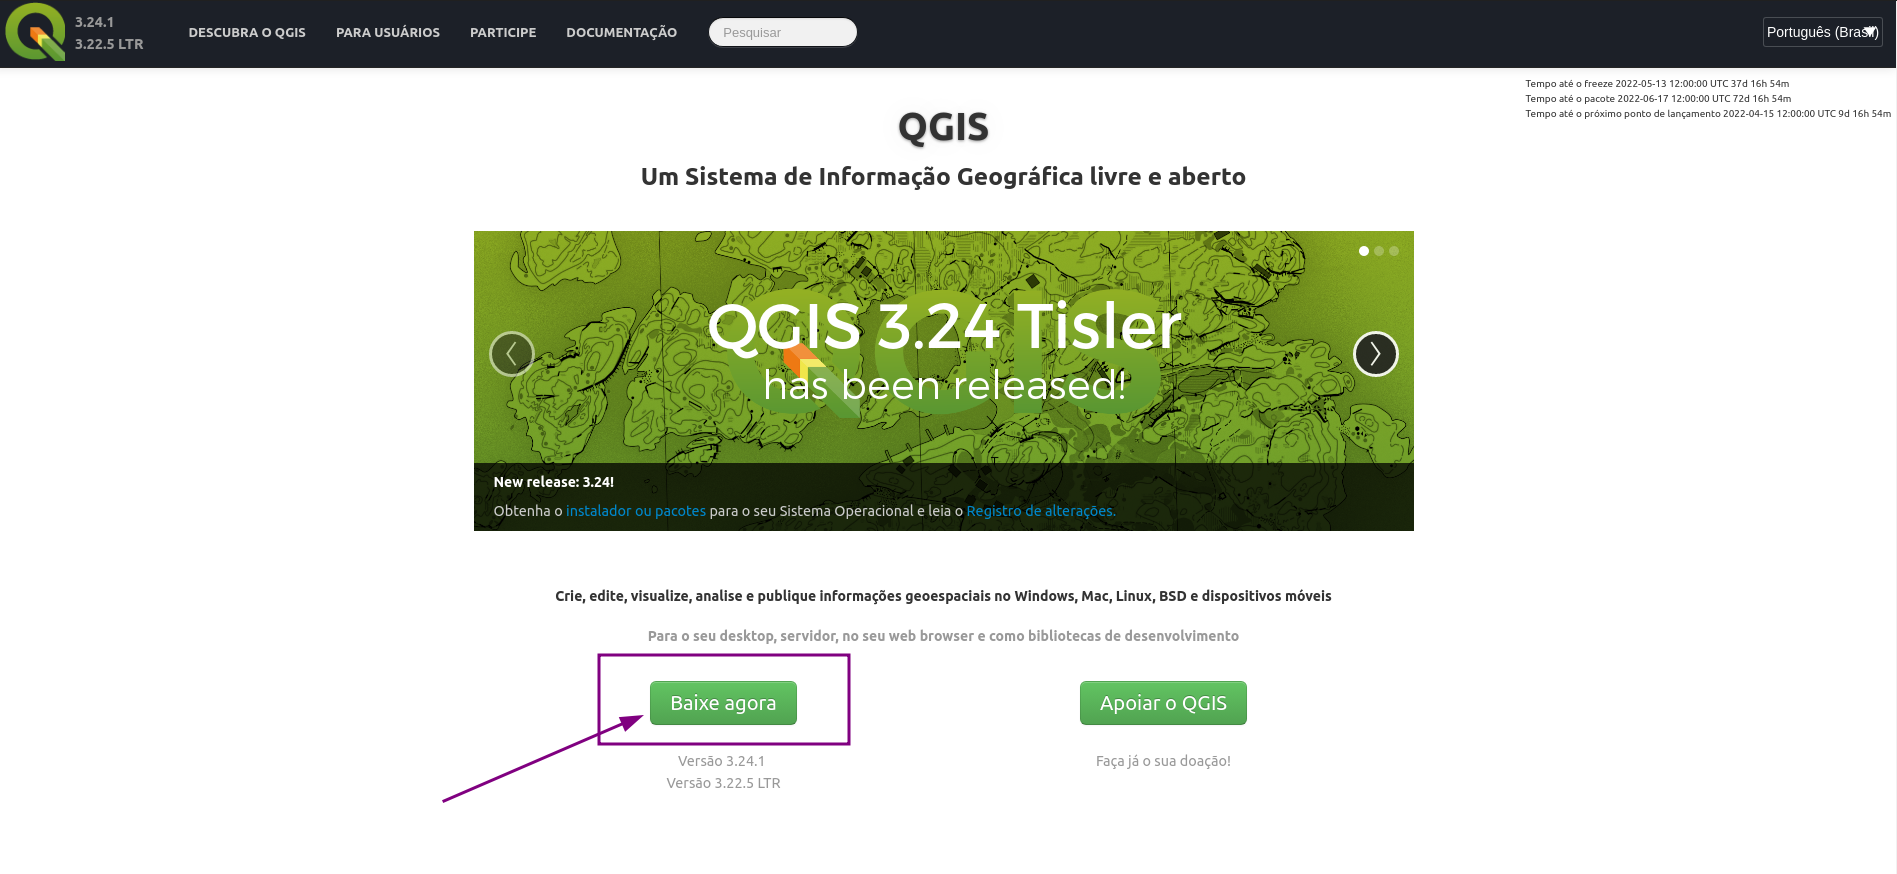 3.24.1
3.22.5 LTR
DESCUBRA O QGIS
PARA USUÁRIOS
PARTICIPE
DOCUMENTAÇÃO
Pesquisar
Português (Brasil)
Tempo até o freeze 2022-05-13 12:00:00 UTC 37d 16h 54m
Tempo até o pacote 2022-06-17 12:00:00 UTC 72d 16h 54m
Tempo até o próximo ponto de lançamento 2022-04-15 12:00:00 UTC 9d 16h 54m
QGIS
Um Sistema de Informação Geográfica livre e aberto
QGIS 3.24 Tisler
has been released!
New release: 3.24!
Obtenha o instalador ou pacotes para o seu Sistema Operacional e leia o Registro de alterações.
Crie, edite, visualize, analise e publique informações geoespaciais no Windows, Mac, Linux, BSD e dispositivos móveis
Para o seu desktop, servidor, no seu web browser e como bibliotecas de desenvolvimento
Baixe agora
Versão 3.24.1
Versão 3.22.5 LTR
Apoiar o QGIS
Faça já o sua doação!